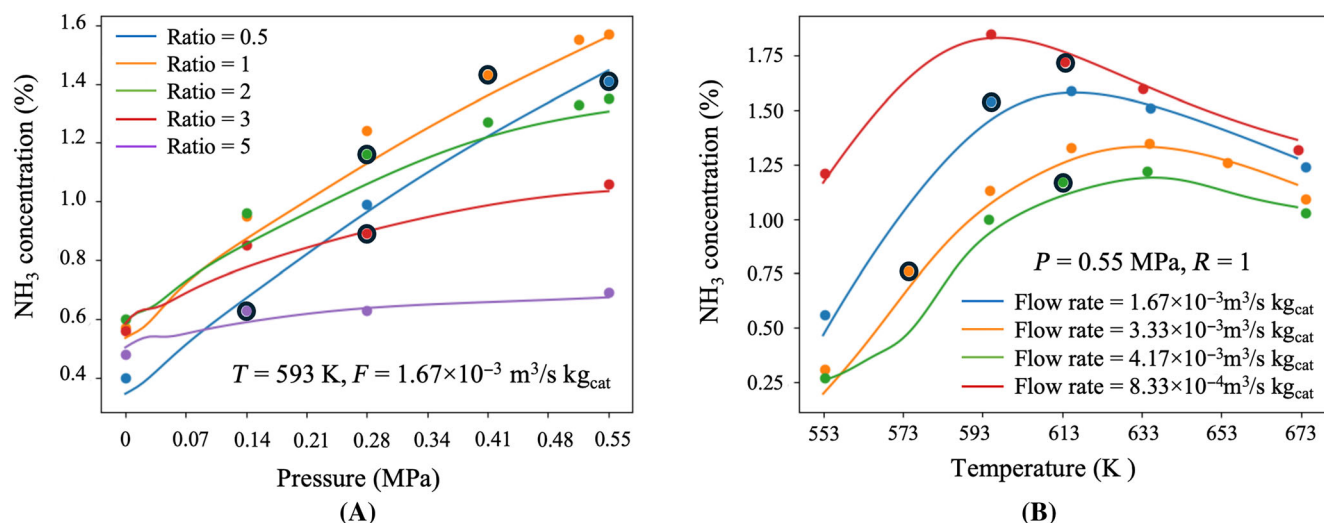 NH₃ concentration (%)
1.6
1.4
1.2
1.0
0.8
0.6
0.4
Ratio = 0.5
Ratio = 1
Ratio = 2
Ratio = 3
Ratio = 5
T = 593 K, F = 1.67×10⁻³ m³/s kg_cat
0 0.07 0.14 0.21 0.28 0.34 0.41 0.48 0.55
Pressure (MPa)
(A)
NH₃ concentration (%)
1.75
1.50
1.25
1.00
0.75
0.50
0.25
P = 0.55 MPa, R = 1
Flow rate = 1.67×10⁻³m³/s kg_cat
Flow rate = 3.33×10⁻³m³/s kg_cat
Flow rate = 4.17×10⁻³m³/s kg_cat
Flow rate = 8.33×10⁻⁴m³/s kg_cat
553 573 593 613 633 653 673
Temperature (K )
(B)